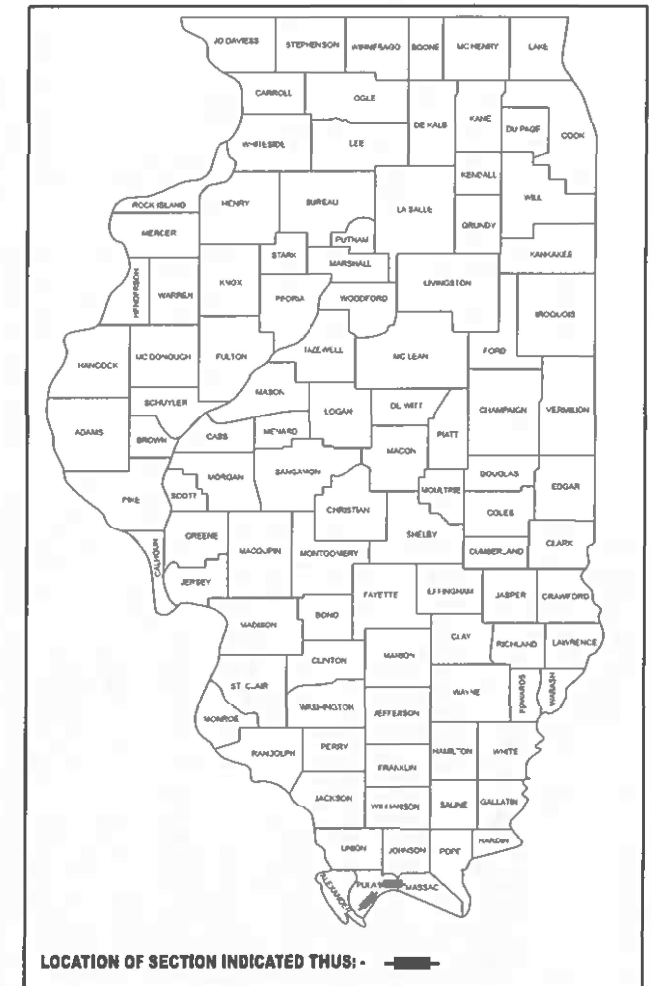 JO DAVIESS STEPHENSON WINNEBAGO BOONE MC HENRY LAKE
CARROLL OGLE DE KALB KANE DU PAGE COOK
WHITESIDE LEE
KENDALL
ROCK ISLAND HENRY BUREAU LA SALLE WILL
MERCER PUTNAM GRUNDY
STARK MARSHALL KANKAKEE
HENDERSON WARREN KNOX PEORIA WOODFORD LIVINGSTON
IROQUOIS
HANCOCK MC DONOUGH FULTON TAZEWELL MC LEAN FORD
SCHUYLER MASON
ADAMS BROWN CASS MENARD LOGAN DE WITT PIATT CHAMPAIGN VERMILION
MACON
PIKE SCOTT MORGAN SANGAMON MOULTRIE DOUGLAS EDGAR
CHRISTIAN COLES
CALHOUN GREENE MACOUPIN MONTGOMERY SHELBY CUMBERLAND CLARK
JERSEY FAYETTE EFFINGHAM JASPER CRAWFORD
MADISON BOND
CLAY RICHLAND LAWRENCE
CLINTON MARION
ST CLAIR WAYNE EDWARDS WABASH
MONROE WASHINGTON JEFFERSON
RANDOLPH PERRY HAMILTON WHITE
FRANKLIN
JACKSON WILLIAMSON SALINE GALLATIN
UNION JOHNSON POPE HARDIN
ALEXANDER PULASKI MASSAC
LOCATION OF SECTION INDICATED THUS: -